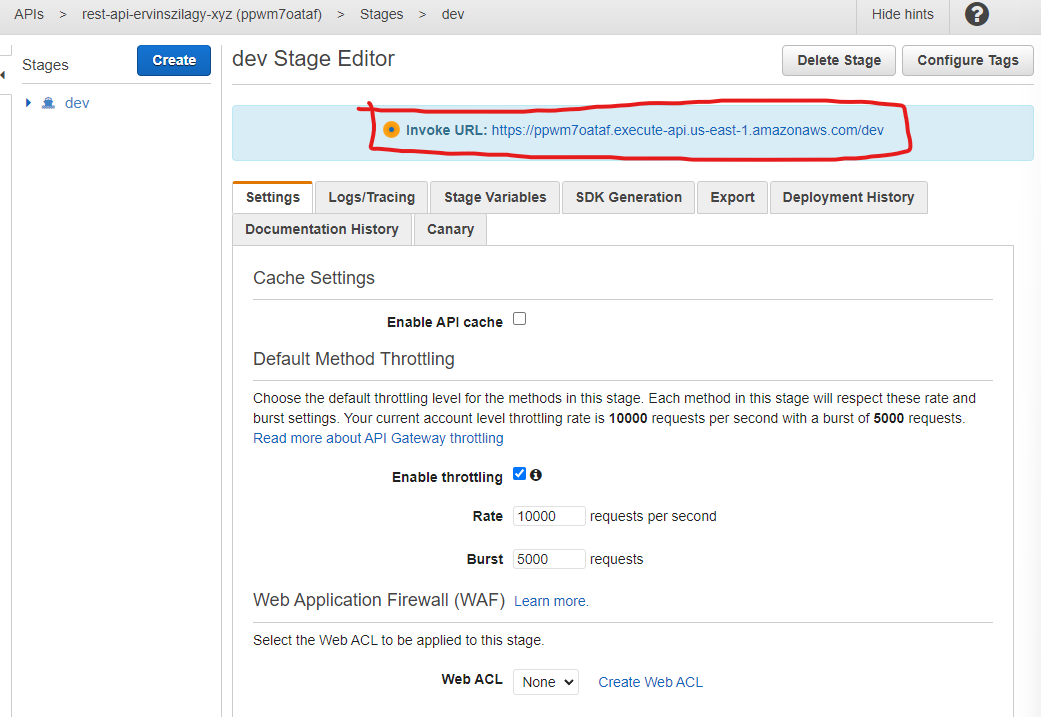 APIs > rest-api-ervinszilagy-xyz (ppwm7oataf) > Stages > dev Hide hints ?
Stages Create
dev
dev Stage Editor Delete Stage Configure Tags
Invoke URL: https://ppwm7oataf.execute-api.us-east-1.amazonaws.com/dev
Settings Logs/Tracing Stage Variables SDK Generation Export Deployment History
Documentation History Canary
Cache Settings
Enable API cache
Default Method Throttling
Choose the default throttling level for the methods in this stage. Each method in this stage will respect these rate and
burst settings. Your current account level throttling rate is 10000 requests per second with a burst of 5000 requests.
Read more about API Gateway throttling
Enable throttling
Rate 10000 requests per second
Burst 5000 requests
Web Application Firewall (WAF) Learn more.
Select the Web ACL to be applied to this stage.
Web ACL None Create Web ACL